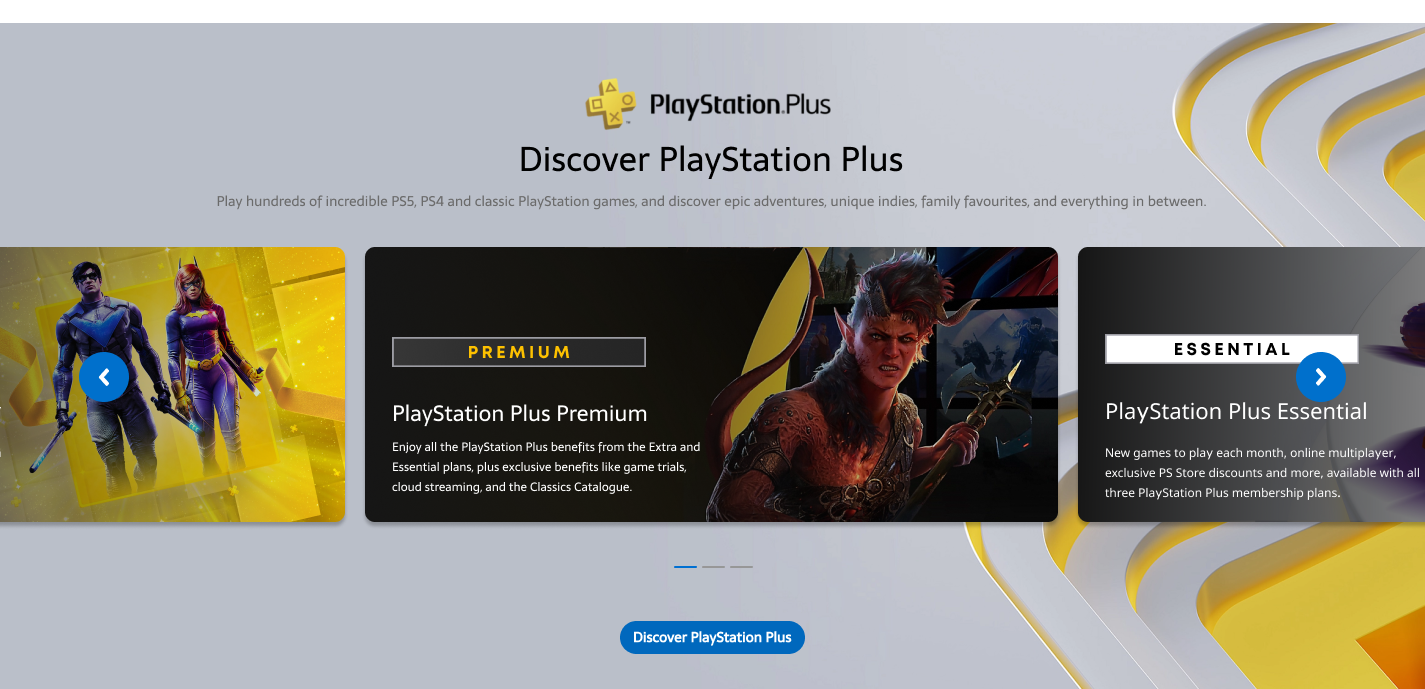 PlayStation.Plus
Discover PlayStation Plus
Play hundreds of incredible PS5, PS4 and classic PlayStation games, and discover epic adventures, unique indies, family favourites, and everything in between.
PREMIUM
PlayStation Plus Premium
Enjoy all the PlayStation Plus benefits from the Extra and
Essential plans, plus exclusive benefits like game trials,
cloud streaming, and the Classics Catalogue.
ESSENTIAL
PlayStation Plus Essential
New games to play each month, online multiplayer,
exclusive PS Store discounts and more, available with all
three PlayStation Plus membership plans.
Discover PlayStation Plus